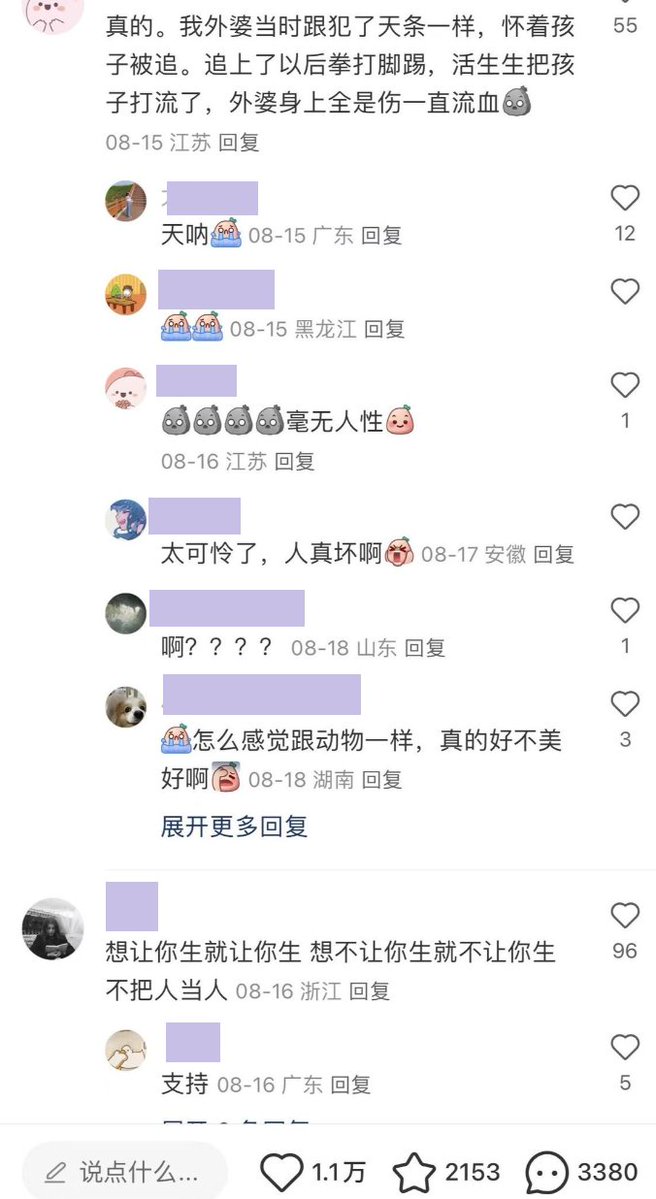 真的。我外婆当时跟犯了天条一样，怀着孩
55
子被追。追上了以后拳打脚踢，活生生把孩
子打流了，外婆身上全是伤一直流血
08-15 江苏 回复
天呐 08-15 广东 回复
12
08-15 黑龙江 回复
毫无人性
1
08-16 江苏 回复
太可怜了，人真坏啊 08-17 安徽 回复
啊？？？？ 08-18 山东 回复
1
怎么感觉跟动物一样，真的好不美
3
好啊 08-18 湖南 回复
展开更多回复
想让你生就让你生 想不让你生就不让你生
96
不把人当人 08-16 浙江 回复
支持 08-16 广东 回复
5
说点什么... 1.1万 2153 3380